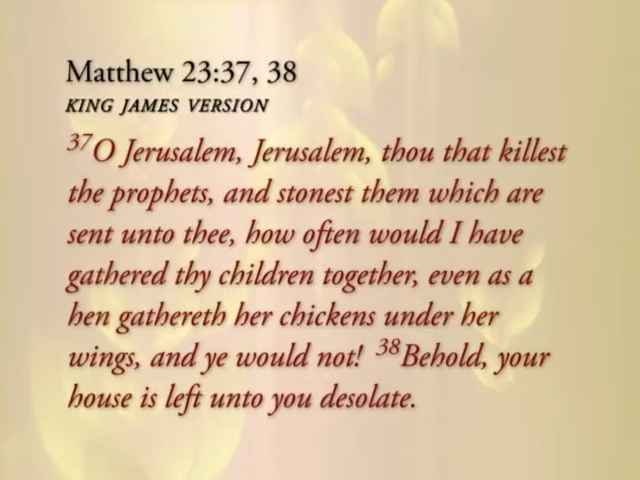 Matthew 23:37, 38
KING JAMES VERSION
37O Jerusalem, Jerusalem, thou that killest
the prophets, and stonest them which are
sent unto thee, how often would I have
gathered thy children together, even as a
hen gathereth her chickens under her
wings, and ye would not! 38Behold, your
house is left unto you desolate.